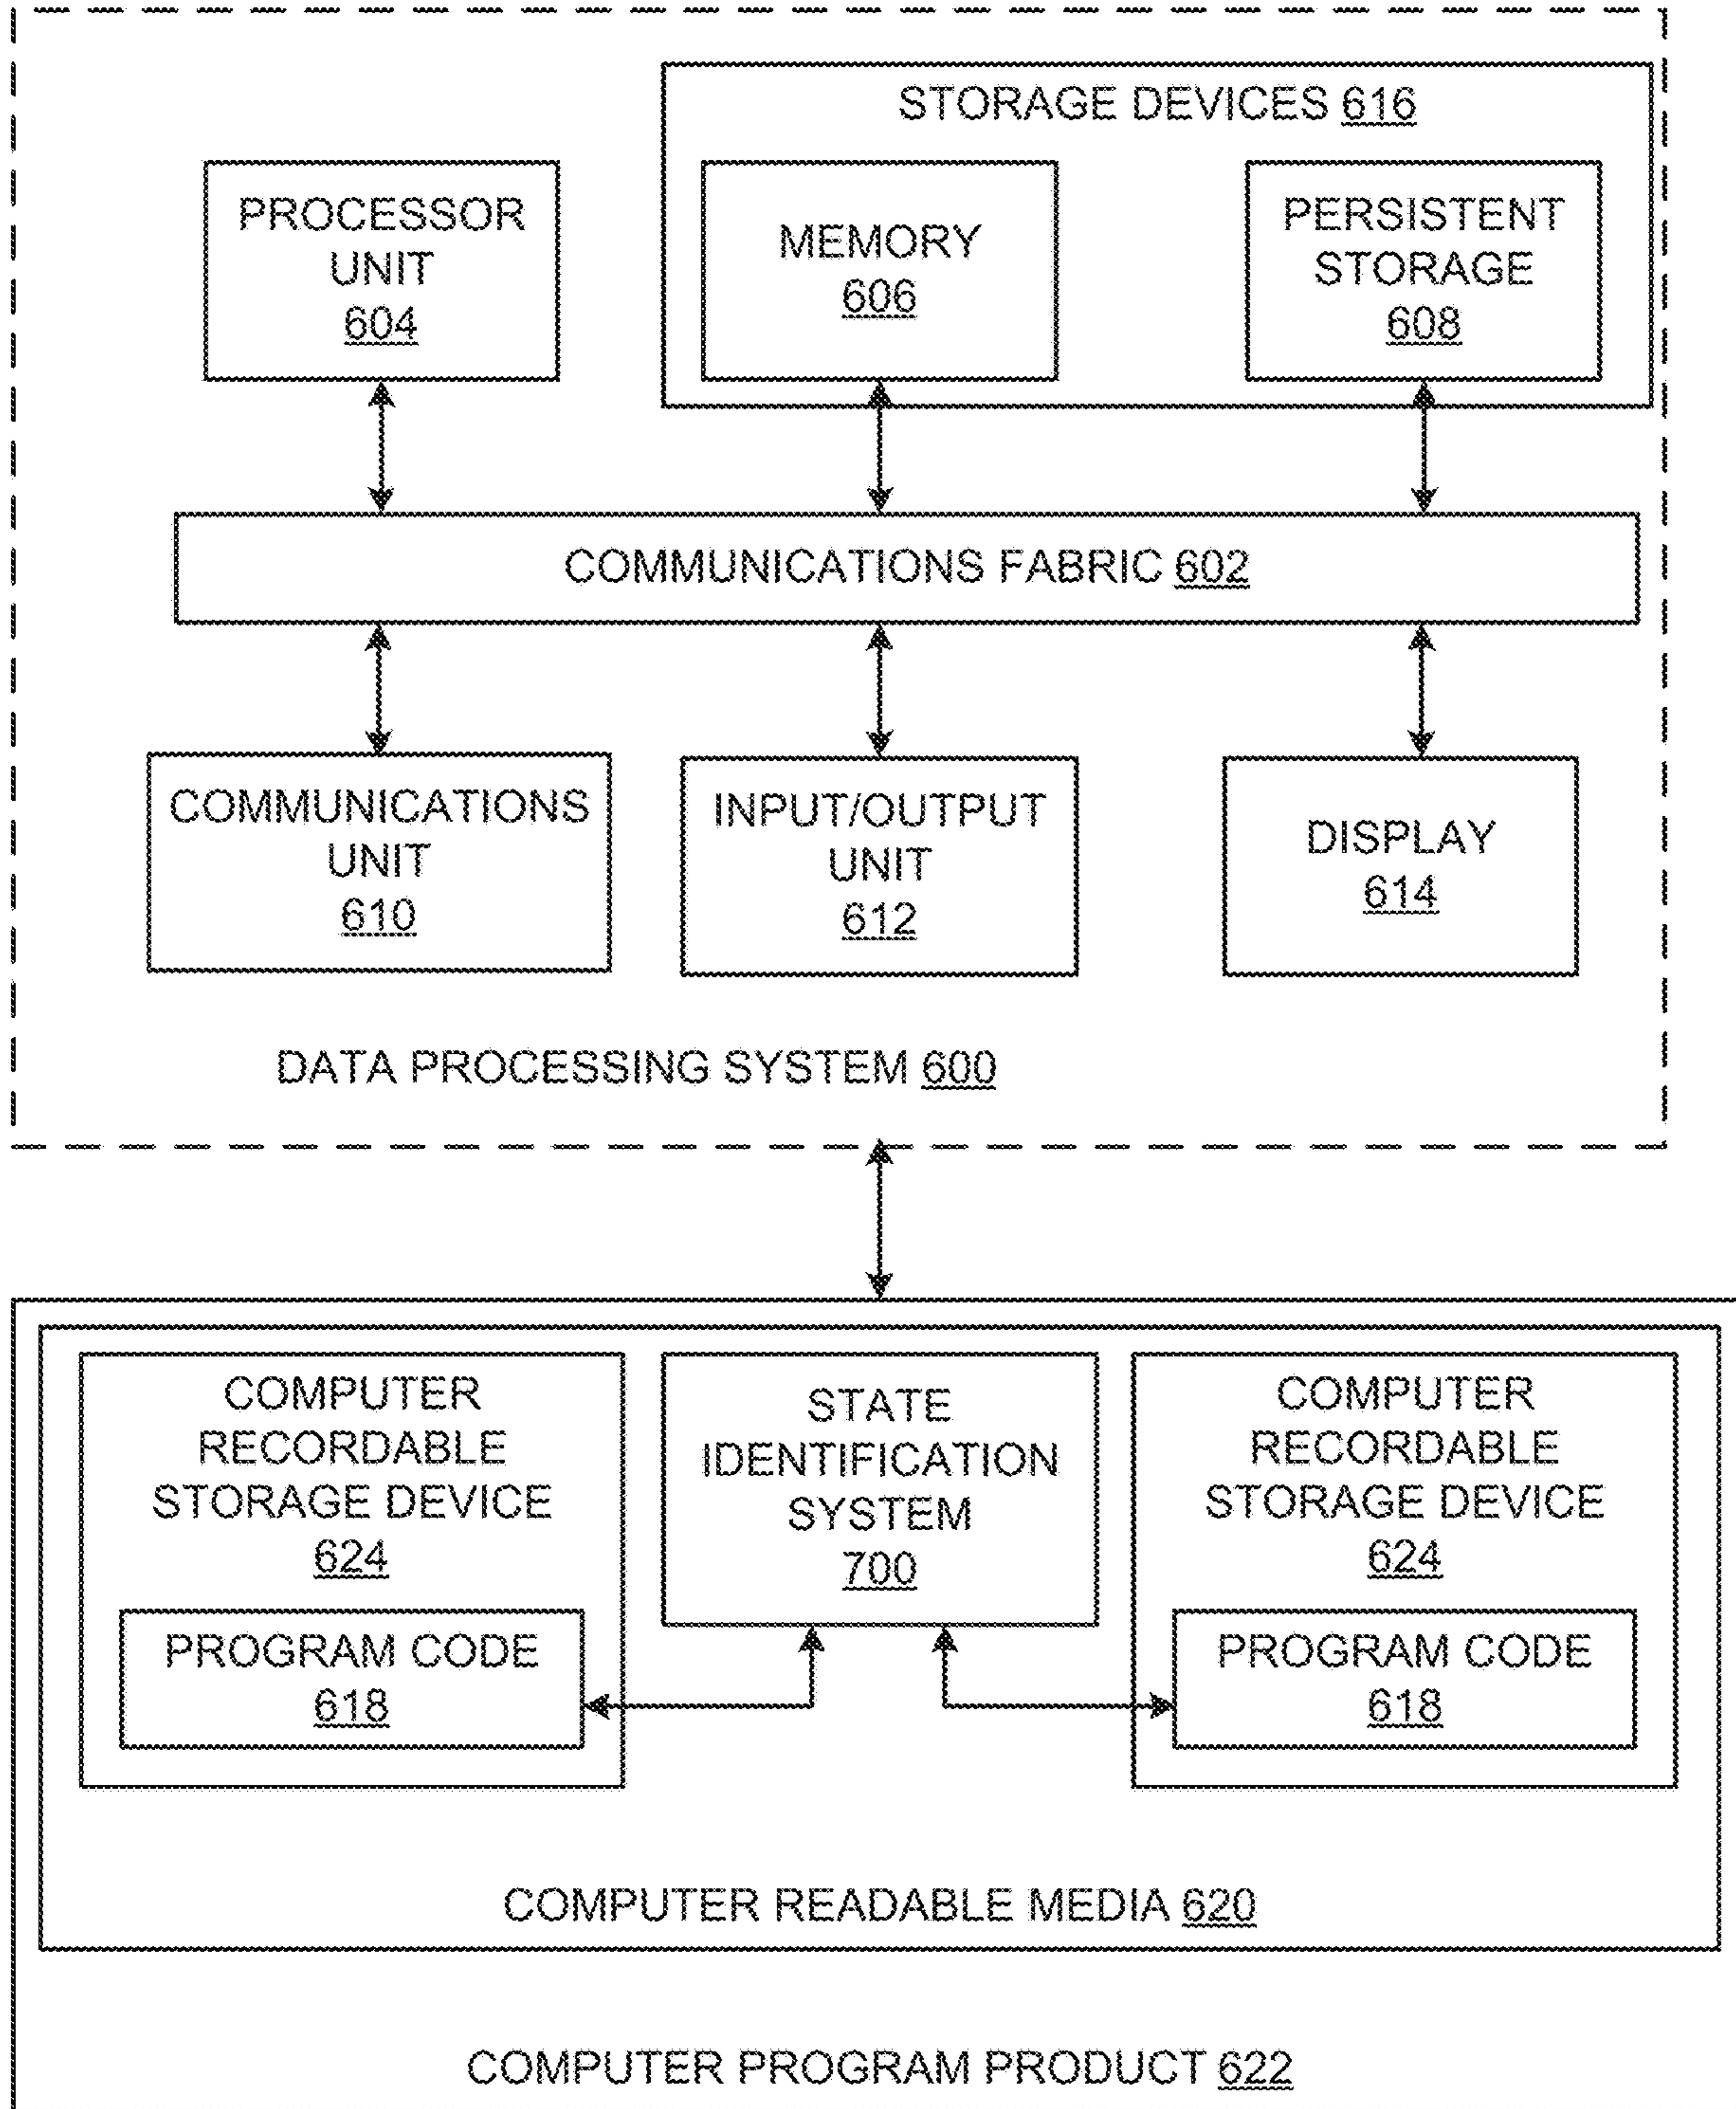 STORAGE DEVICES 616
PROCESSOR
UNIT
604
MEMORY
606
PERSISTENT
STORAGE
608
COMMUNICATIONS FABRIC 602
COMMUNICATIONS
UNIT
610
INPUT/OUTPUT
UNIT
612
DISPLAY
614
DATA PROCESSING SYSTEM 600
COMPUTER
RECORDABLE
STORAGE DEVICE
624
PROGRAM CODE
618
STATE
IDENTIFICATION
SYSTEM
700
COMPUTER
RECORDABLE
STORAGE DEVICE
624
PROGRAM CODE
618
COMPUTER READABLE MEDIA 620
COMPUTER PROGRAM PRODUCT 622